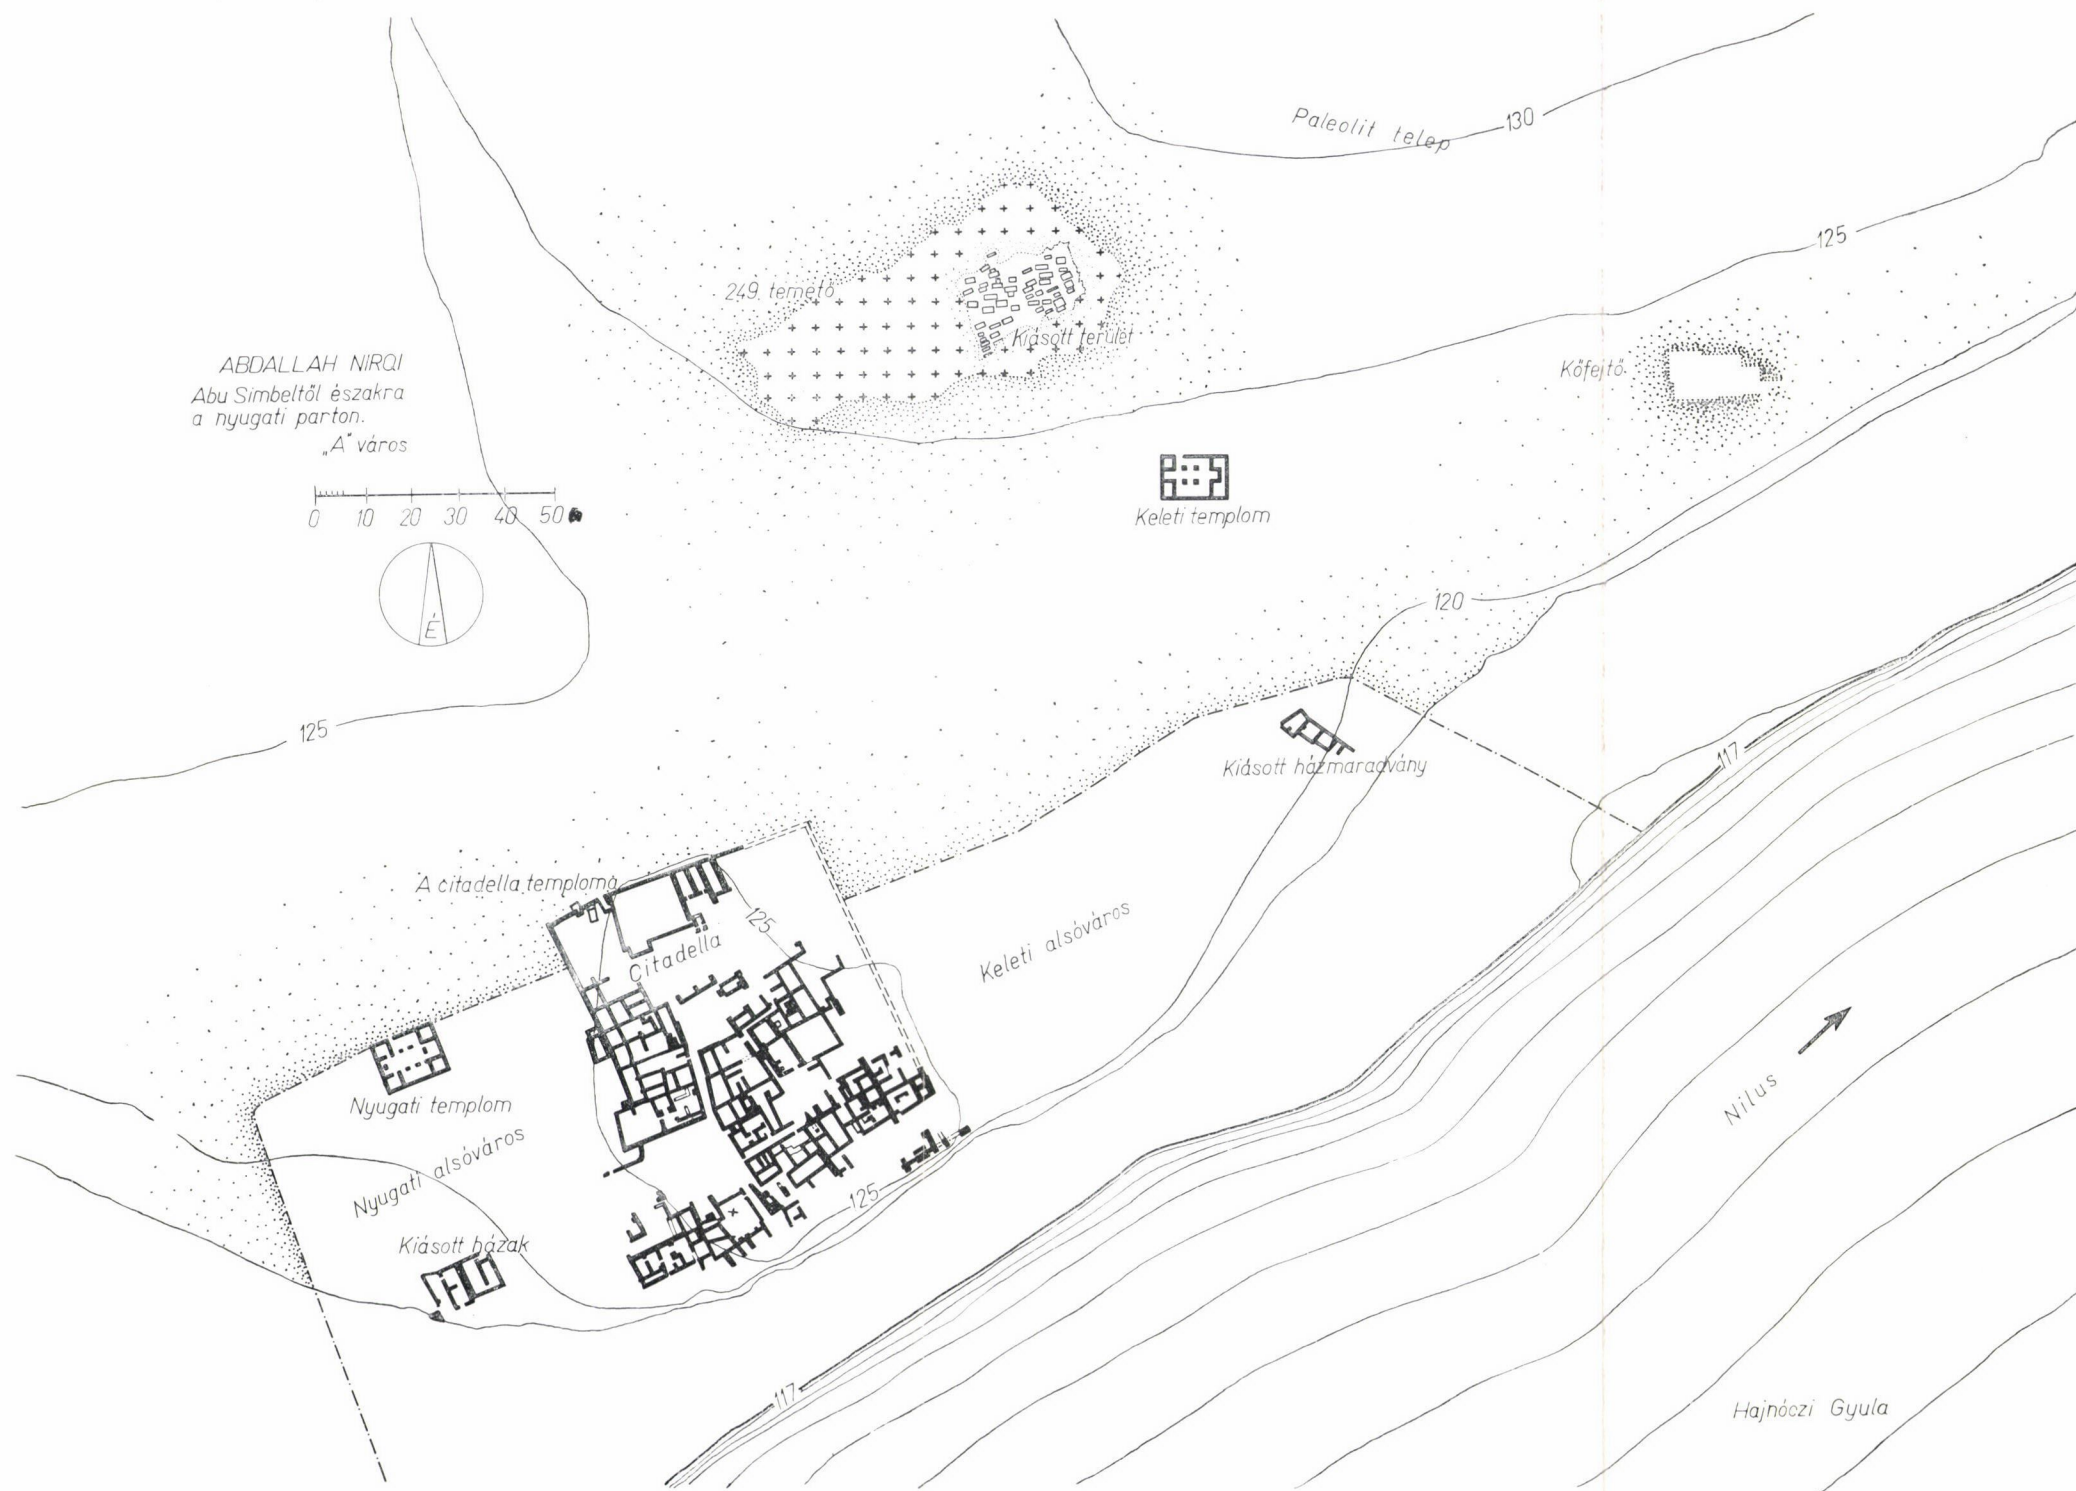 Paleolit telep
130
125
249. temető
Kiásott terület
ABDALLAH NIRQI
Abu Simbeltől északra
a nyugati parton.
„A" város
0 10 20 30 40 50
É
Kőfejtő
Keleti templom
120
125
117
Kiásott házmaradvány
A citadella temploma
125
Citadella
Keleti alsóváros
Nyugati templom
Nyugati alsóváros
Nilus
125
Kiásott házak
117
Hajnóczi Gyula